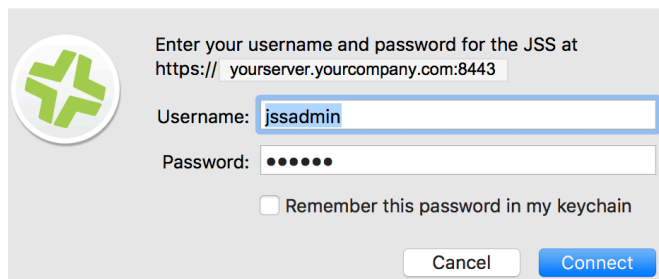 Enter your username and password for the JSS at
https:// yourserver.yourcompany.com:8443
Username: jssadmin
Password: ••••••
Remember this password in my keychain
Cancel Connect